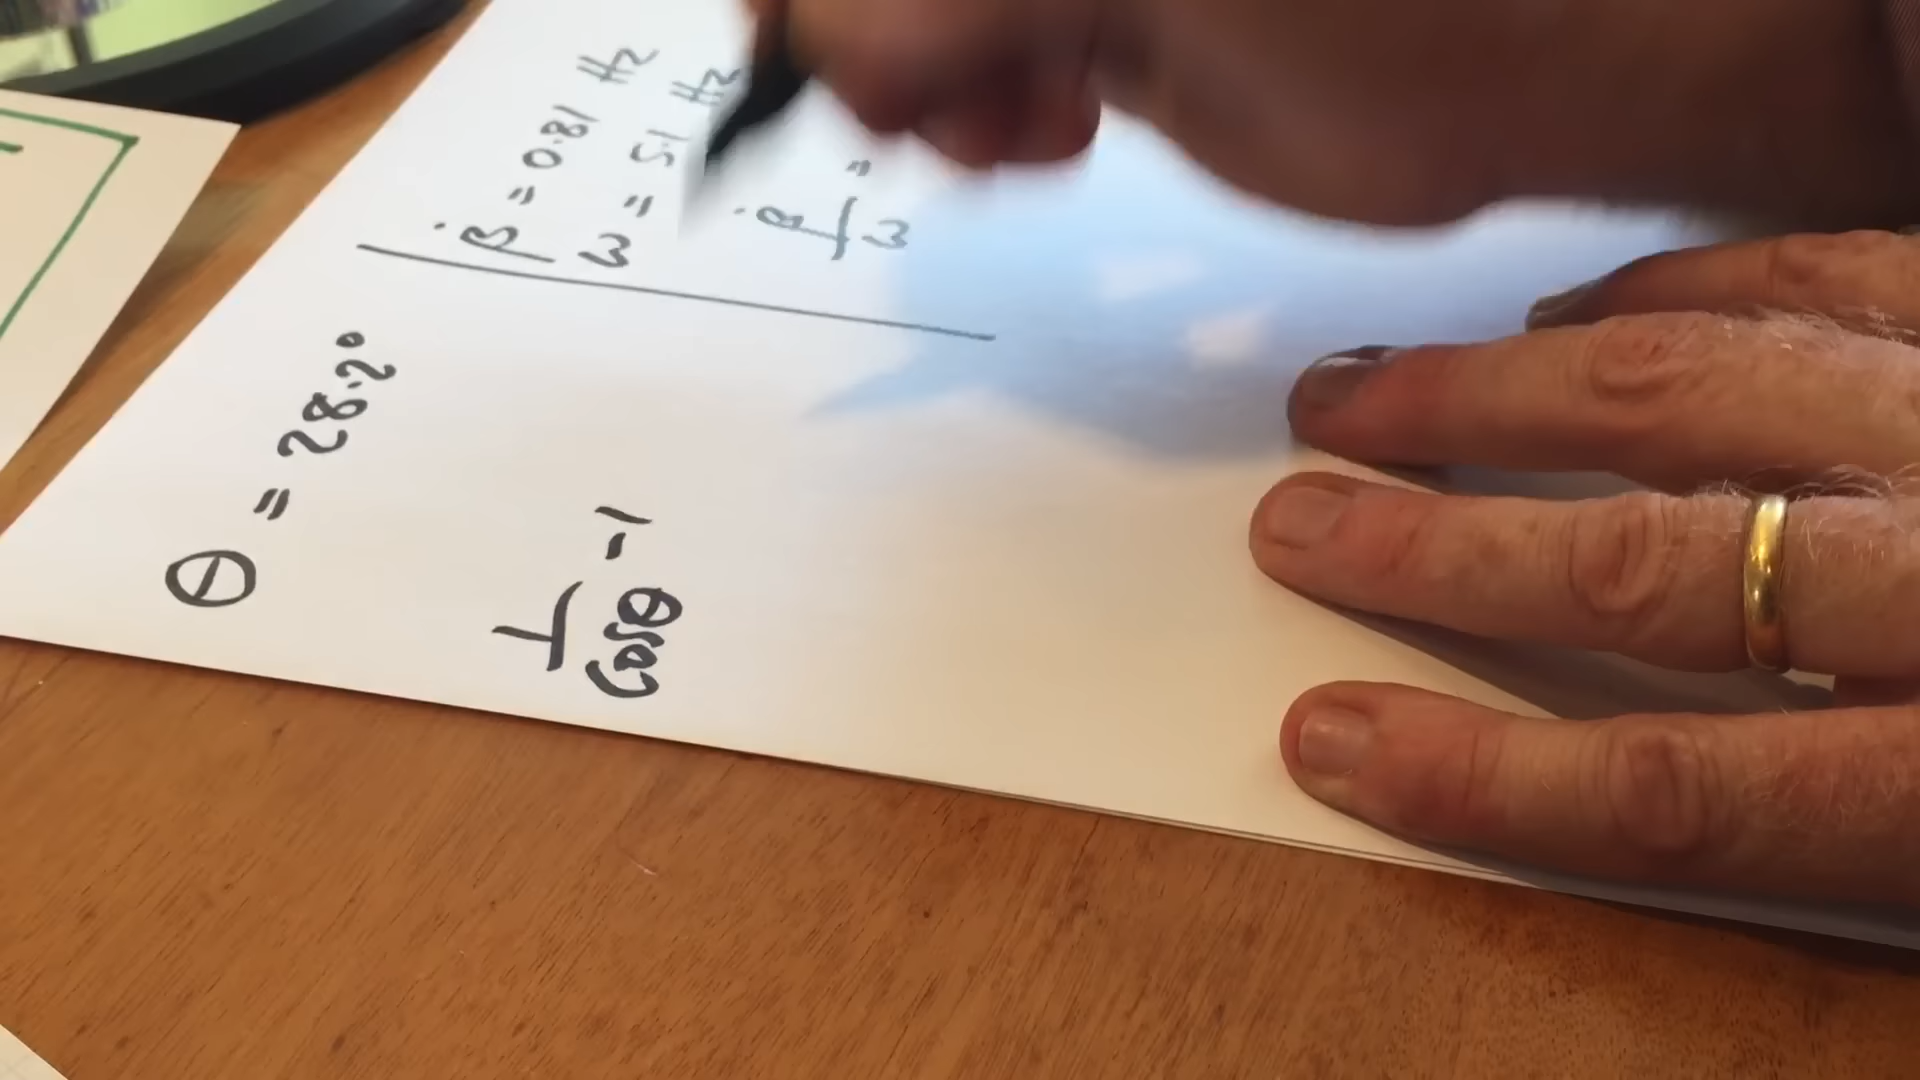 θ = 28.2°
1
cosθ
- 1
β̇ = 0.81 Hz
ω = 5.1 Hz
β̇
ω
=